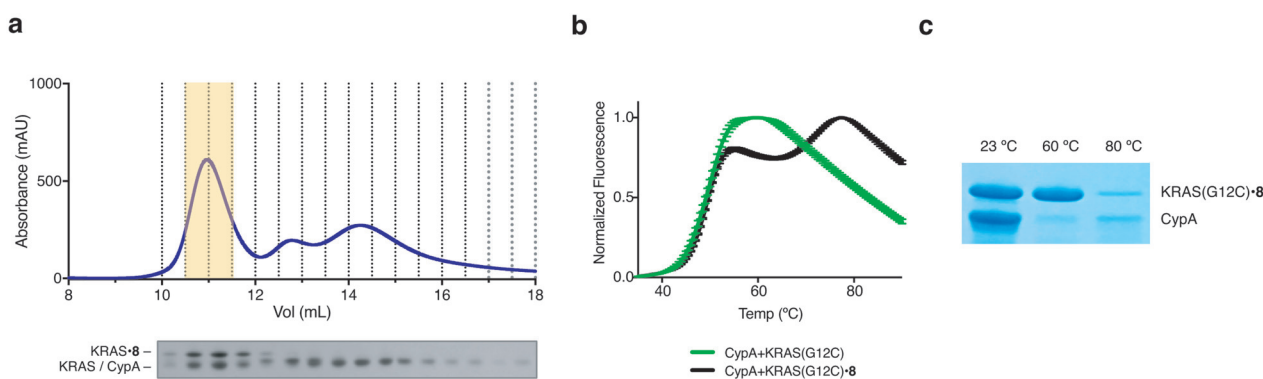 a
1000
500
0
Absorbance (mAU)
8 10 12 14 16 18
Vol (mL)
KRAS•8 –
KRAS / CypA –
b
1.0
0.5
0.0
Normalized Fluorescence
40 60 80
Temp (ºC)
CypA+KRAS(G12C)
CypA+KRAS(G12C)•8
c
23 ºC 60 ºC 80 ºC
KRAS(G12C)•8
CypA